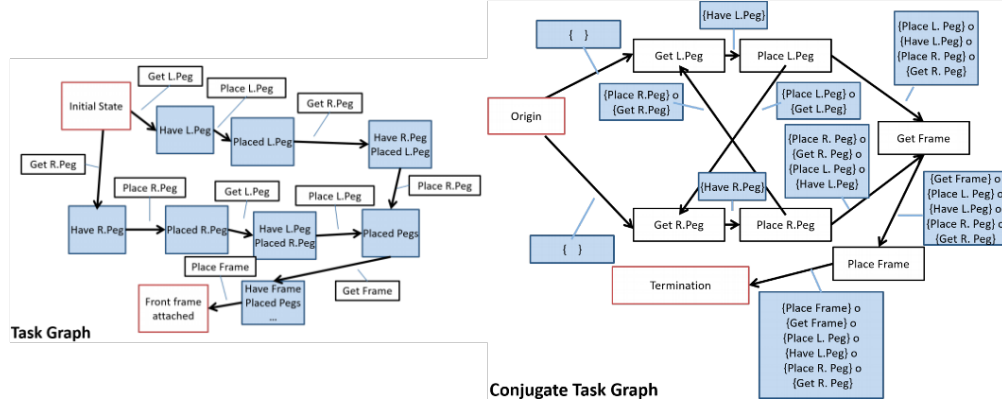 Get L.Peg
Place L.Peg
Get R.Peg
Initial State
Have L.Peg
Placed L.Peg
Have R.Peg
Placed L.Peg
Get R.Peg
Place R.Peg
Get L.Peg
Place L.Peg
Place R.Peg
Have R.Peg
Placed R.Peg
Have L.Peg
Placed R.Peg
Placed Pegs
Place Frame
Get Frame
Front frame
attached
Have Frame
Placed Pegs
...
Task Graph
{Have L.Peg}
{ }
{Place L. Peg} o
{Have L.Peg} o
{Place R. Peg} o
{Get R. Peg}
Get L.Peg
Place L.Peg
{Place R.Peg} o
{Get R.Peg}
{Place L.Peg} o
{Get L.Peg}
Origin
Get Frame
{Place R. Peg} o
{Get R. Peg} o
{Place L. Peg} o
{Have L.Peg}
{Have R.Peg}
{Get Frame} o
{Place L. Peg} o
{Have L.Peg} o
{Place R. Peg} o
{Get R. Peg}
Get R.Peg
Place R.Peg
{ }
Place Frame
Termination
{Place Frame} o
{Get Frame} o
{Place L. Peg} o
{Have L.Peg} o
{Place R. Peg} o
{Get R. Peg}
Conjugate Task Graph